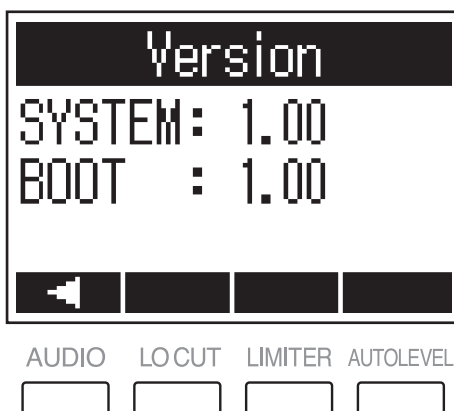 Version
SYSTEM: 1.00
BOOT : 1.00
AUDIO LO CUT LIMITER AUTOLEVEL